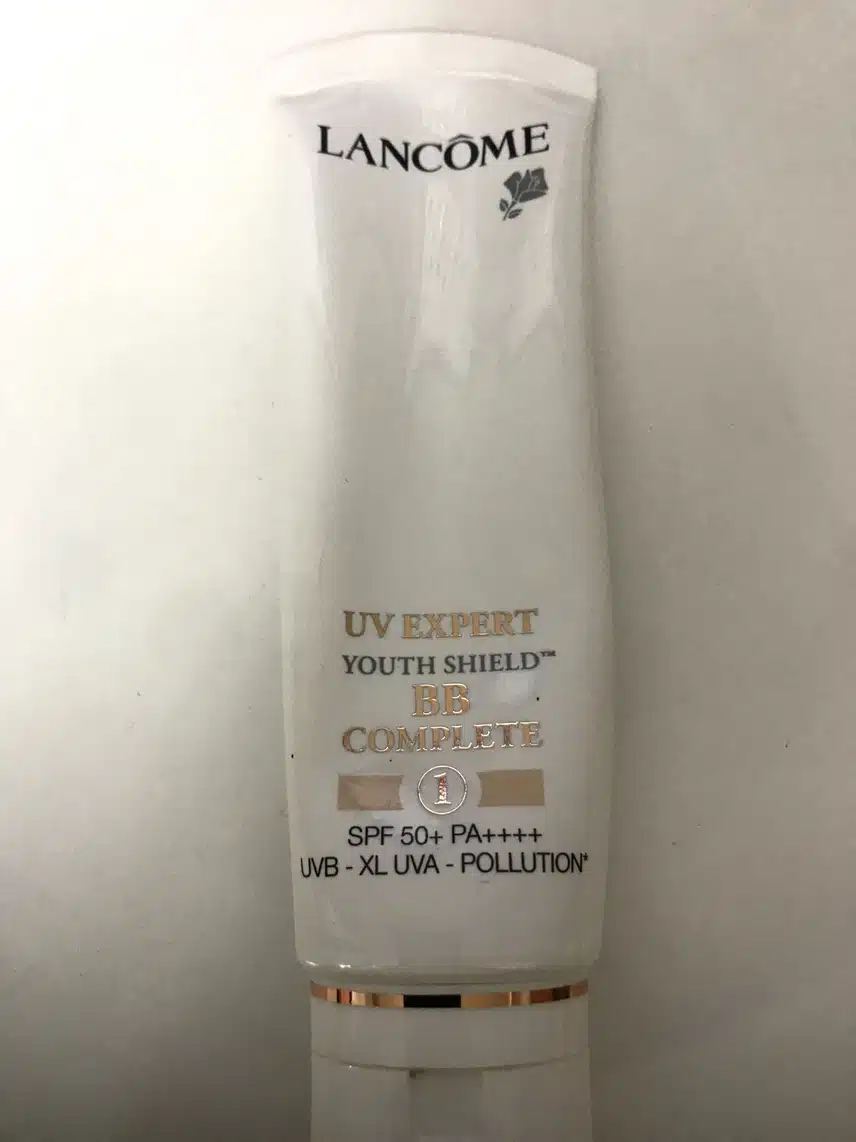 LANCÔME
UV EXPERT
YOUTH SHIELD™
BB
COMPLETE
1
SPF 50+ PA++++
UVB - XL UVA - POLLUTION*